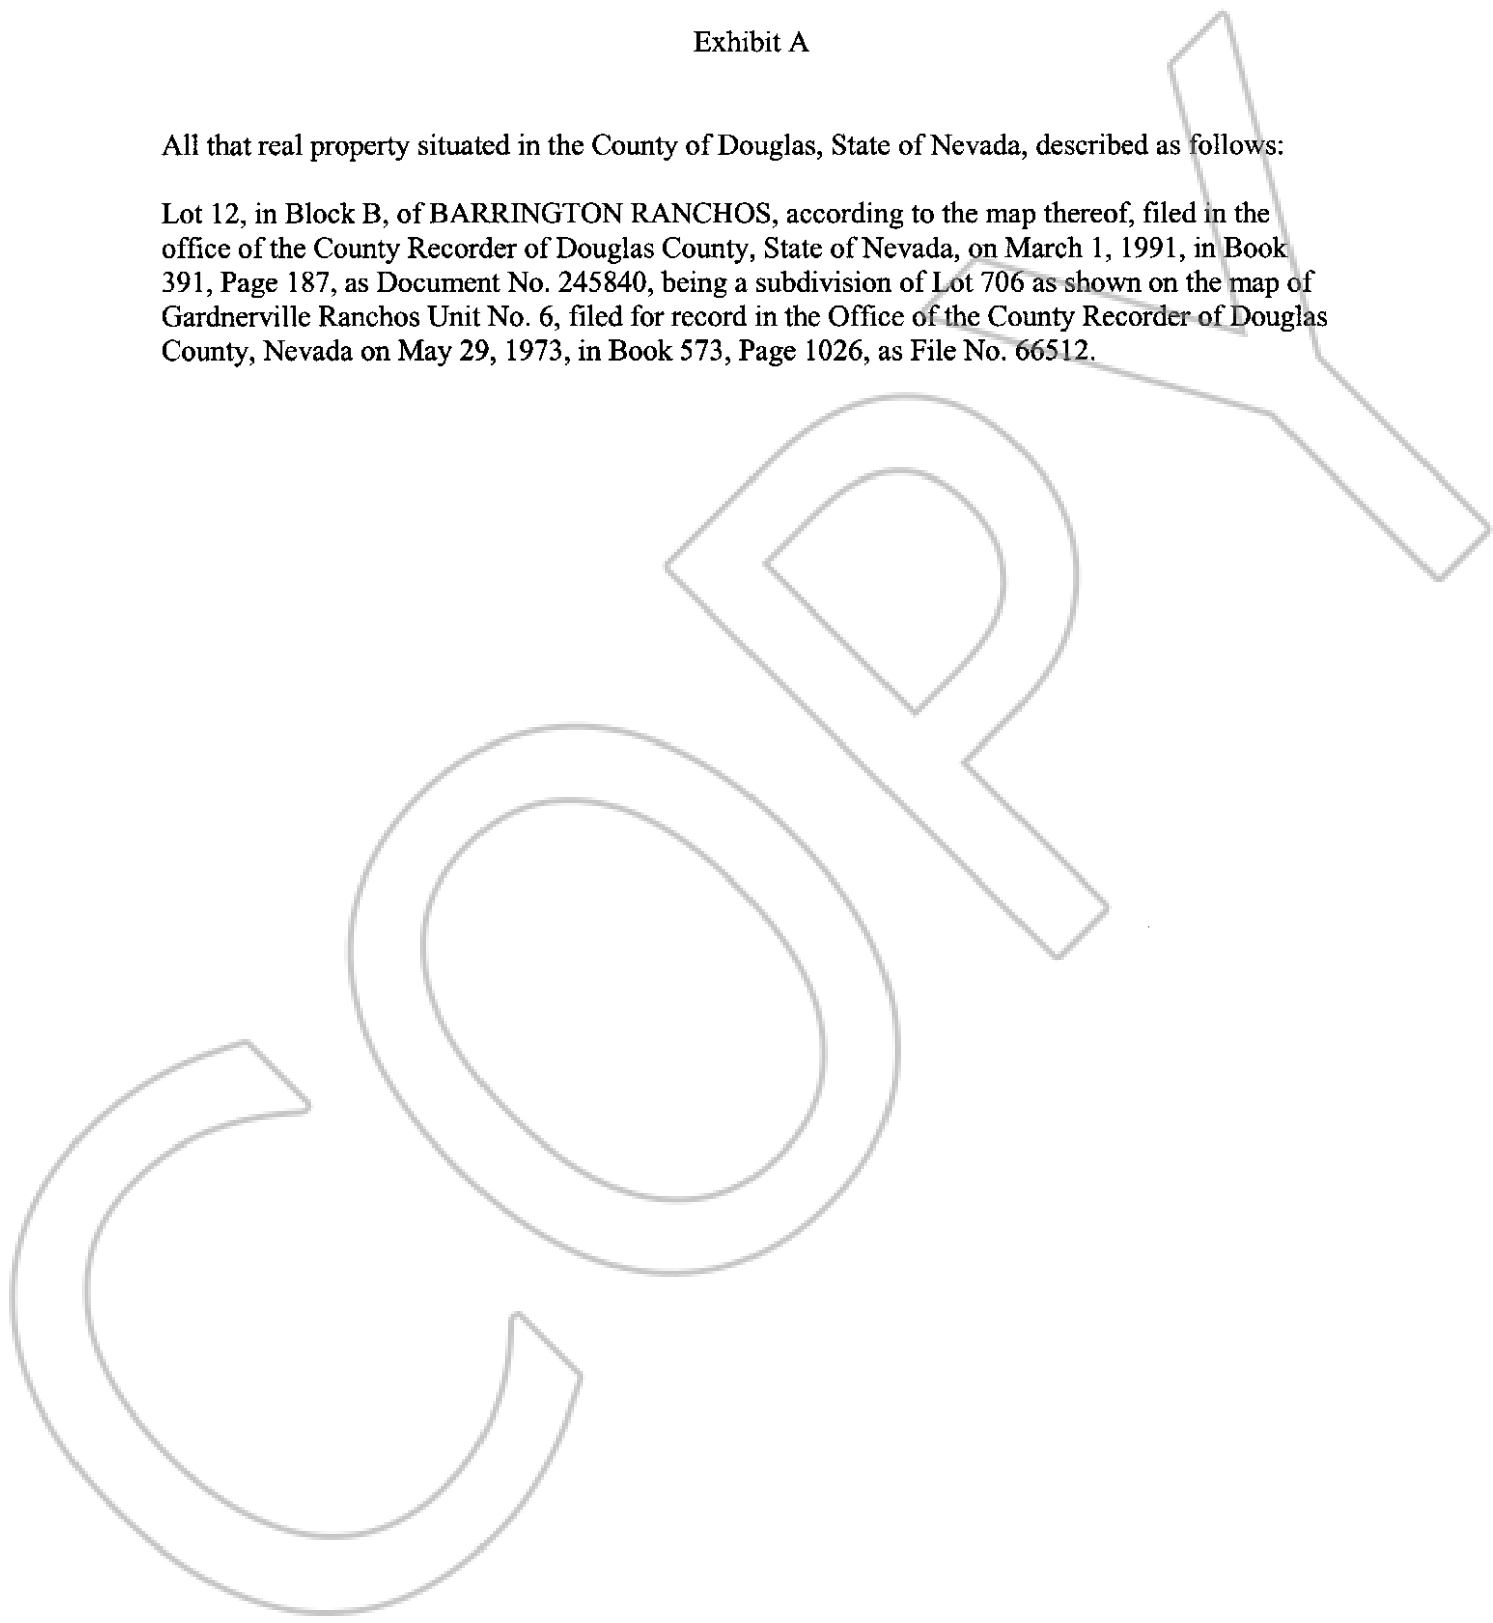 Exhibit A
All that real property situated in the County of Douglas, State of Nevada, described as follows:
Lot 12, in Block B, of BARRINGTON RANCHOS, according to the map thereof, filed in the
office of the County Recorder of Douglas County, State of Nevada, on March 1, 1991, in Book
391, Page 187, as Document No. 245840, being a subdivision of Lot 706 as shown on the map of
Gardnerville Ranchos Unit No. 6, filed for record in the Office of the County Recorder of Douglas
County, Nevada on May 29, 1973, in Book 573, Page 1026, as File No. 66512.
COPY